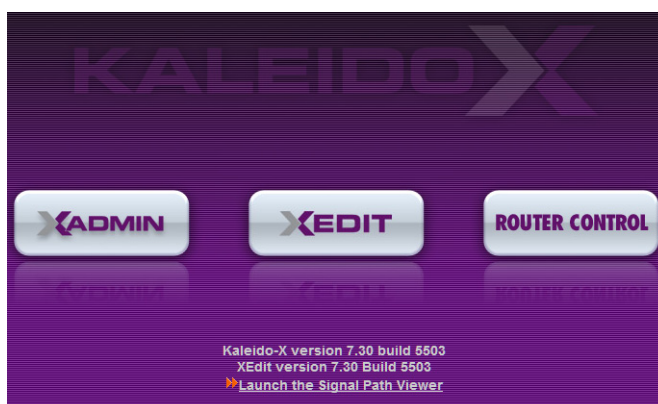 KALEIDO X
XADMIN
XEDIT
ROUTER CONTROL
Kaleido-X version 7.30 build 5503
XEdit version 7.30 Build 5503
Launch the Signal Path Viewer